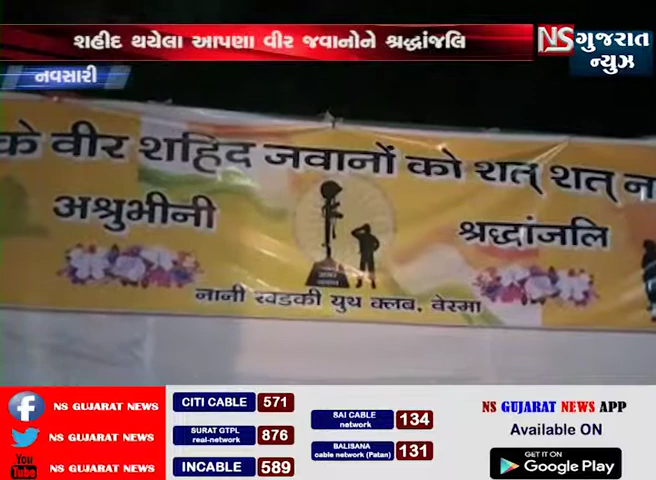 શહીદ થયેલા આપણા વીર જવાનોને શ્રદ્ધાંજલિ
NS ગુજરાત
ન્યુઝ
નવસારી
के वीर शहिद जवानों को शत् शत् न
अश्रुभीनी
श्रद्धांजलि
નાની ખડકી યુથ ક્લબ, વેસ્મા
NS GUJARAT NEWS
NS GUJARAT NEWS
You Tube NS GUJARAT NEWS
CITI CABLE 571
SURAT GTPL real-network 876
INCABLE 589
SAI CABLE network 134
BALISANA cable network (Patan) 131
NS GUJARAT NEWS APP
Available ON
GET IT ON
Google Play